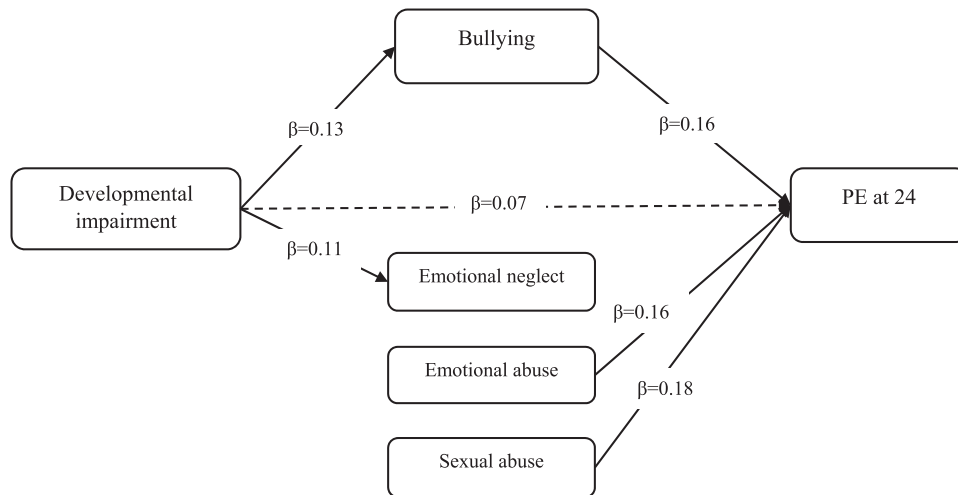 Bullying
β=0.13
β=0.16
Developmental
impairment
β=0.07
PE at 24
β=0.11
Emotional neglect
β=0.16
Emotional abuse
β=0.18
Sexual abuse